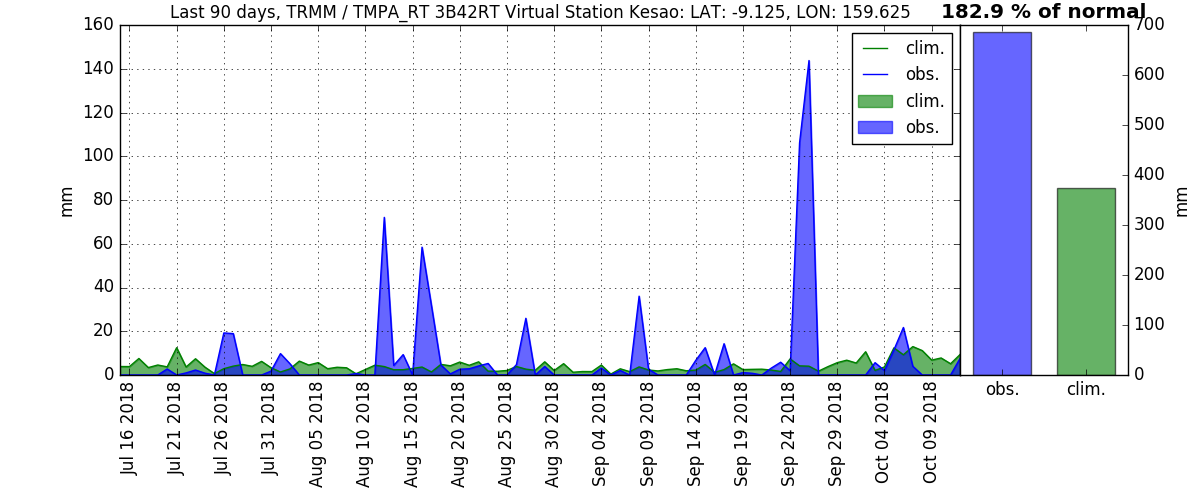 Last 90 days, TRMM / TMPA_RT 3B42RT Virtual Station Kesao: LAT: -9.125, LON: 159.625
182.9 % of normal
160
140
120
100
80
60
40
20
0
mm
clim.
obs.
clim.
obs.
Jul 16 2018
Jul 21 2018
Jul 26 2018
Jul 31 2018
Aug 05 2018
Aug 10 2018
Aug 15 2018
Aug 20 2018
Aug 25 2018
Aug 30 2018
Sep 04 2018
Sep 09 2018
Sep 14 2018
Sep 19 2018
Sep 24 2018
Sep 29 2018
Oct 04 2018
Oct 09 2018
700
600
500
400
300
200
100
0
mm
obs.
clim.